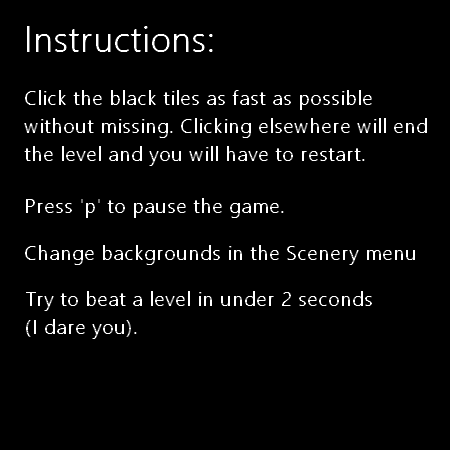 Instructions:
Click the black tiles as fast as possible
without missing. Clicking elsewhere will end
the level and you will have to restart.
Press 'p' to pause the game.
Change backgrounds in the Scenery menu
Try to beat a level in under 2 seconds
(I dare you).